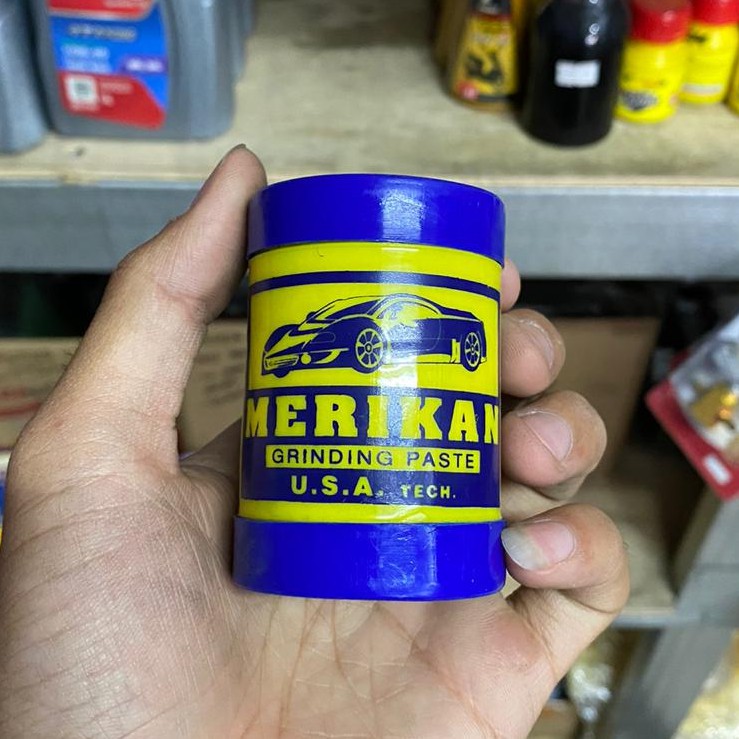 MERIKAN
GRINDING PASTE
U.S.A. TECH.